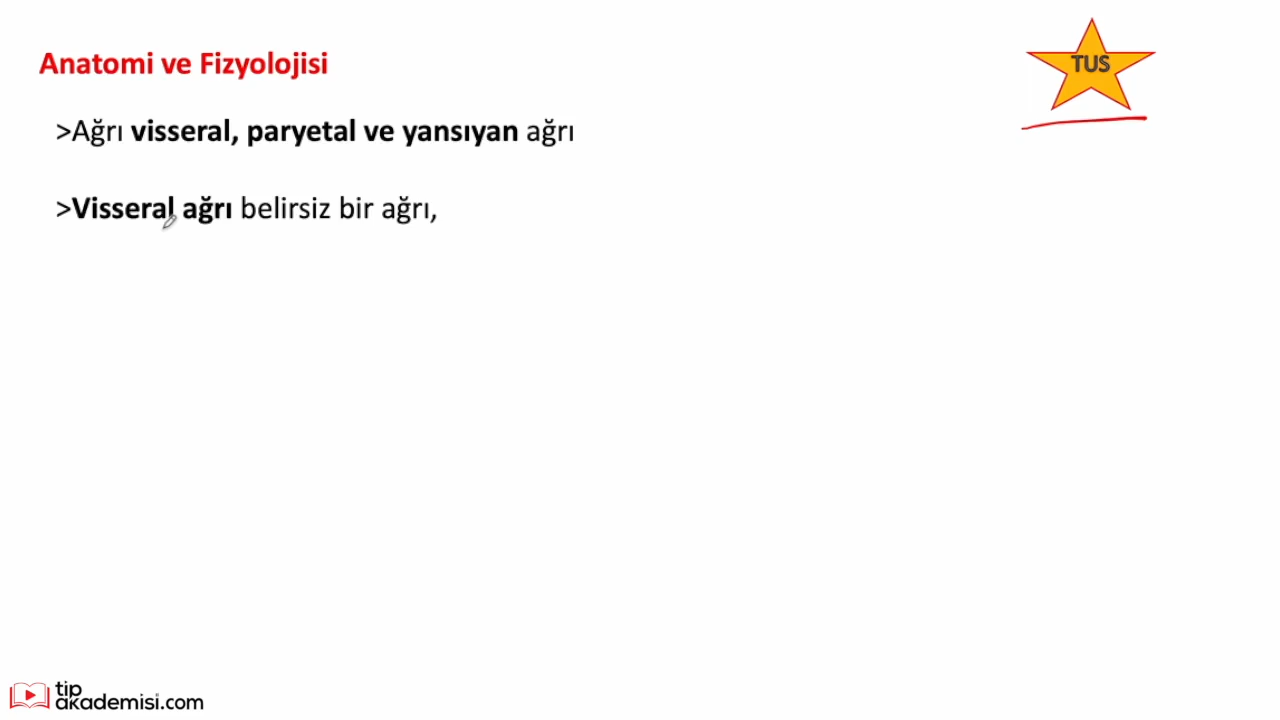 Anatomi ve Fizyolojisi
TUS
>Ağrı visseral, paryetal ve yansıyan ağrı
>Visseral ağrı belirsiz bir ağrı,
tıp
akademisi.com